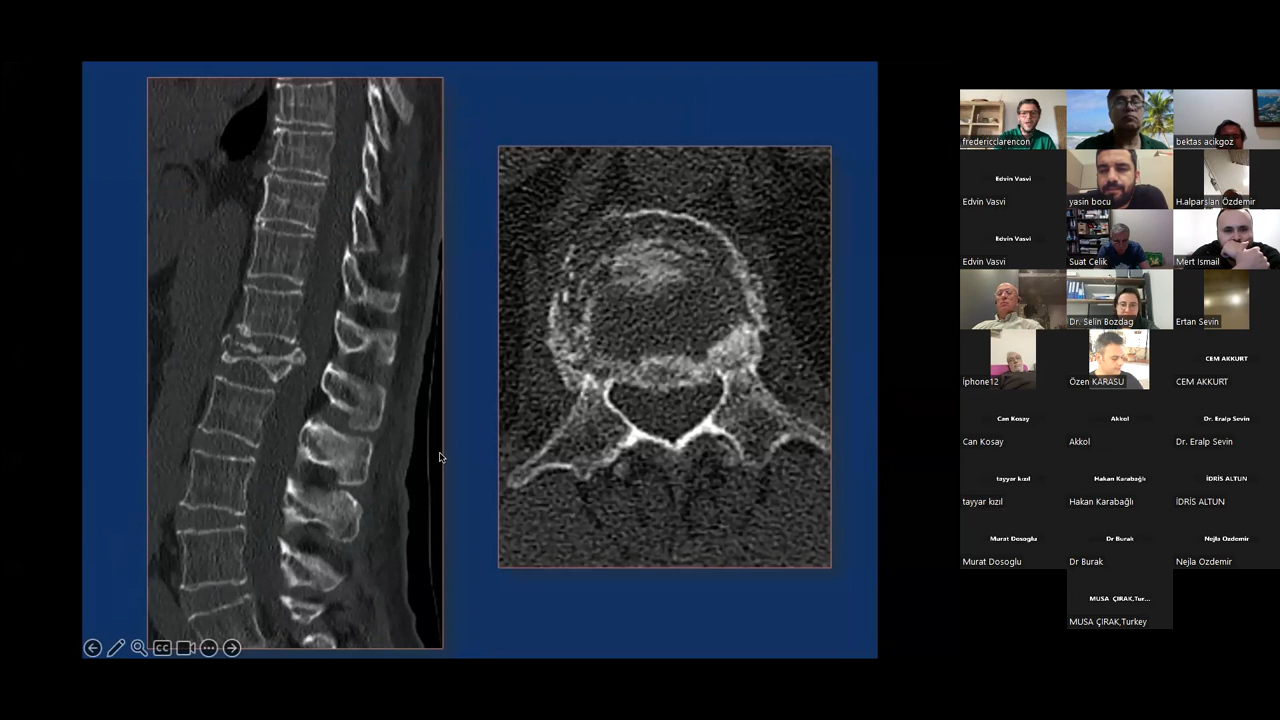 fredericclarencon
bektas acikgoz
Edvin Vasvi
Edvin Vasvi
yasin bocu
H.alparslan Özdemir
Edvin Vasvi
Edvin Vasvi
Suat Celik
Mert Ismail
Dr. Selin Bozdag
Ertan Sevin
İphone12
Özen KARASU
CEM AKKURT
CEM AKKURT
Can Kosay
Akkol
Dr. Eralp Sevin
Can Kosay
Akkol
Dr. Eralp Sevin
tayyar kızıl
Hakan Karabağlı
İDRİS ALTUN
tayyar kızıl
Hakan Karabağlı
İDRİS ALTUN
Murat Dosoglu
Dr Burak
Nejla Ozdemir
Murat Dosoglu
Dr Burak
Nejla Ozdemir
MUSA ÇIRAK,Tur...
MUSA ÇIRAK,Turkey
CC